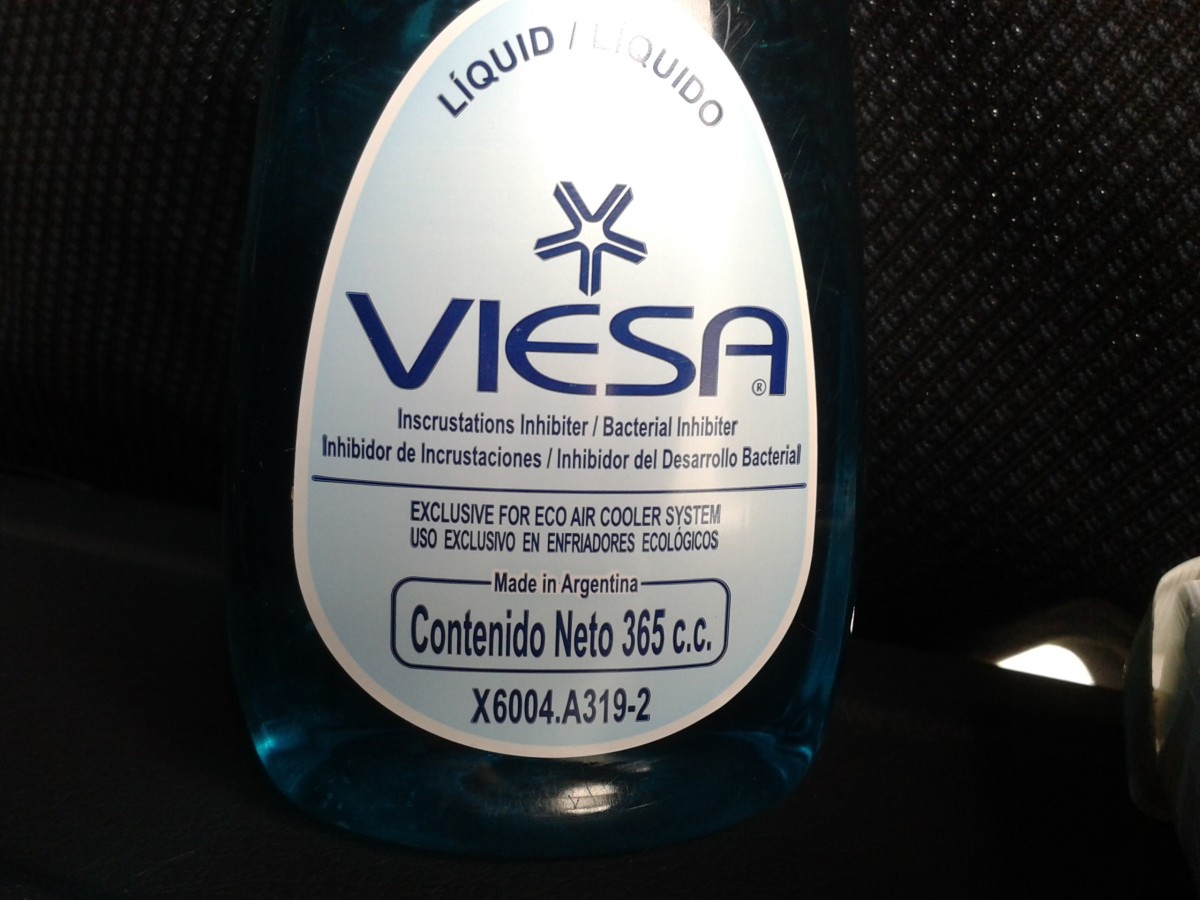 LÍQUID / LÍQUIDO
VIESA®
Inscrustations Inhibiter / Bacterial Inhibiter
Inhibidor de Incrustaciones / Inhibidor del Desarrollo Bacterial
EXCLUSIVE FOR ECO AIR COOLER SYSTEM
USO EXCLUSIVO EN ENFRIADORES ECOLÓGICOS
Made in Argentina
Contenido Neto 365 c.c.
X6004.A319-2